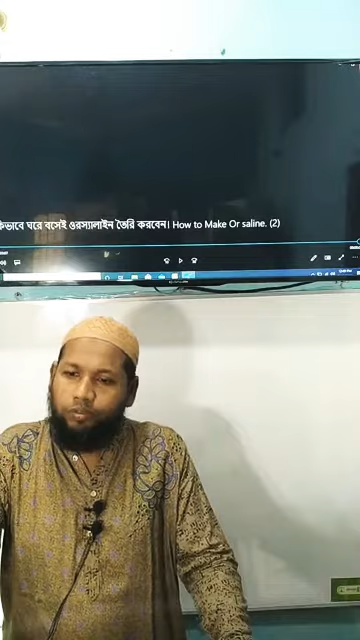 কিভাবে ঘরে বসেই ওরস্যালাইন তৈরি করবেন। How to Make Or saline. (2)